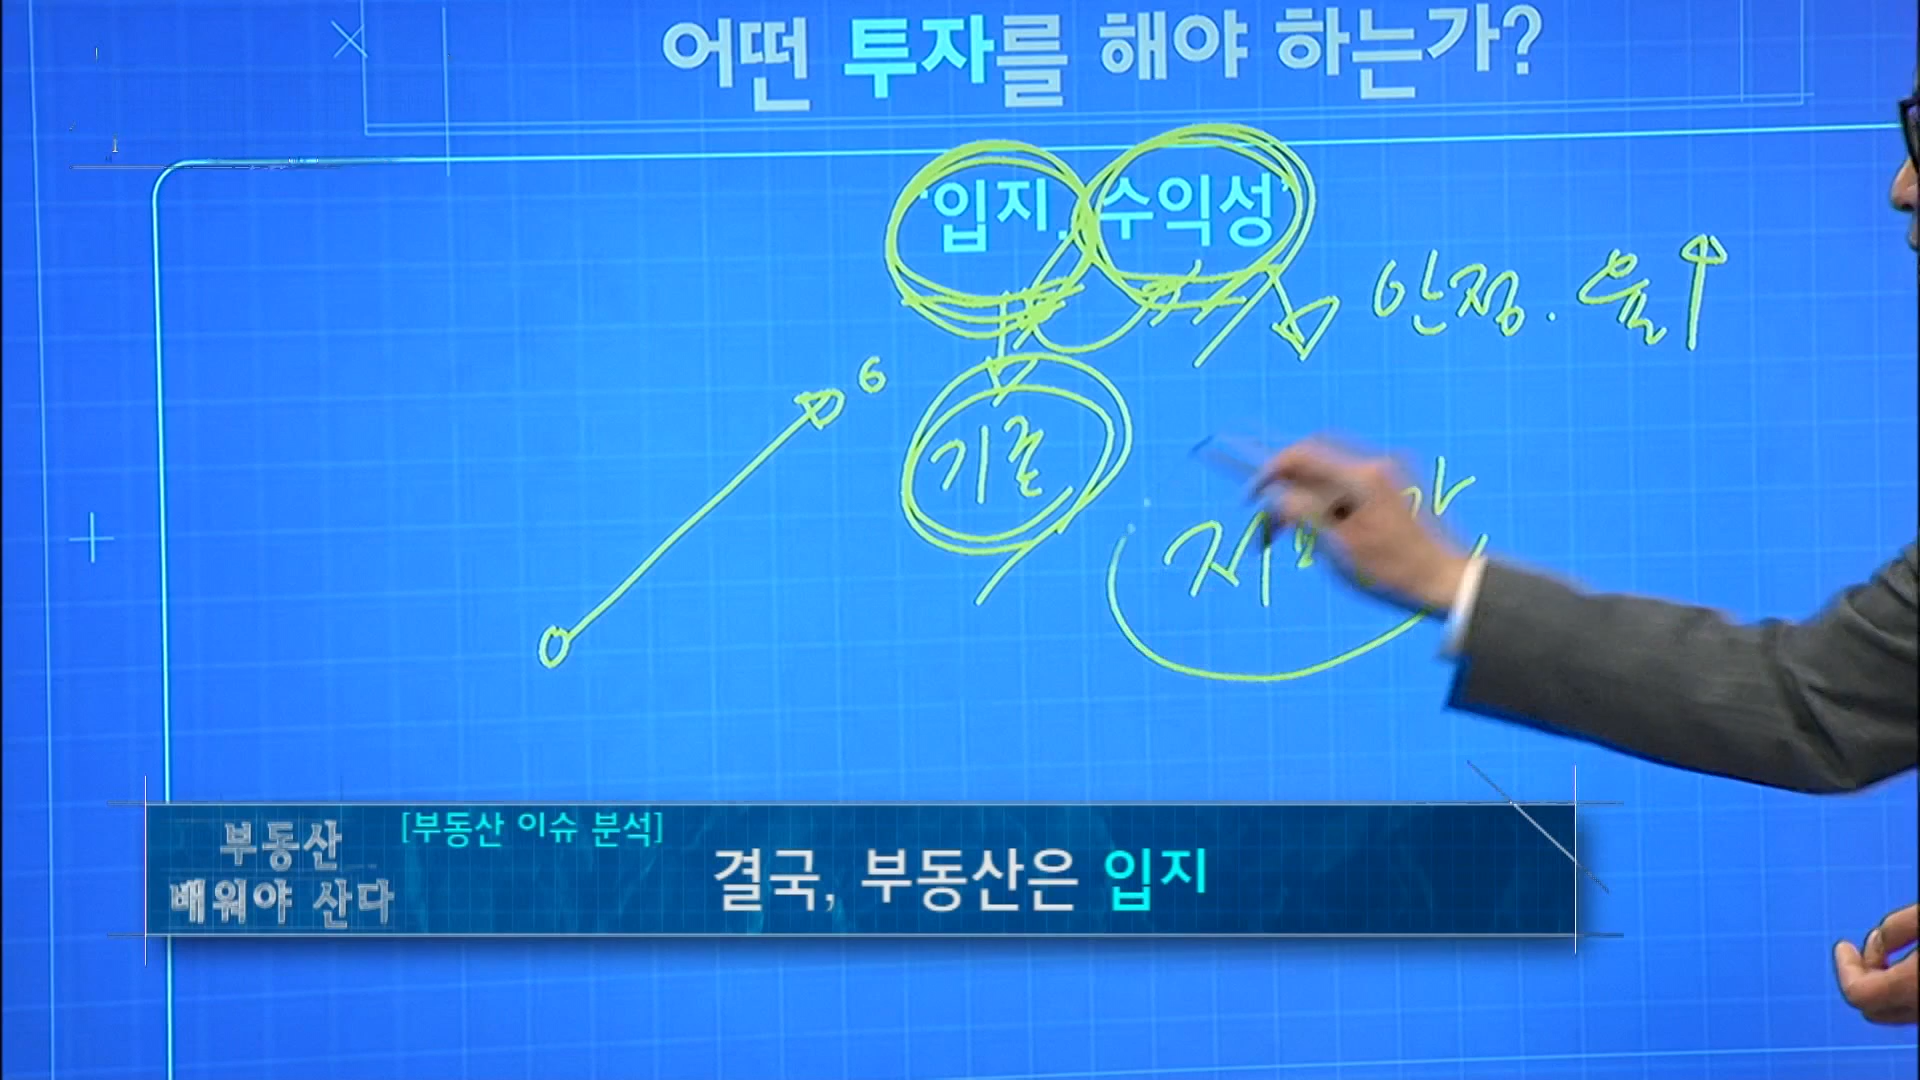 어떤 투자를 해야 하는가?
'입지, 수익성'
안정.
6
기존
[부동산 이슈 분석]
부동산
배워야 산다
결국, 부동산은 입지